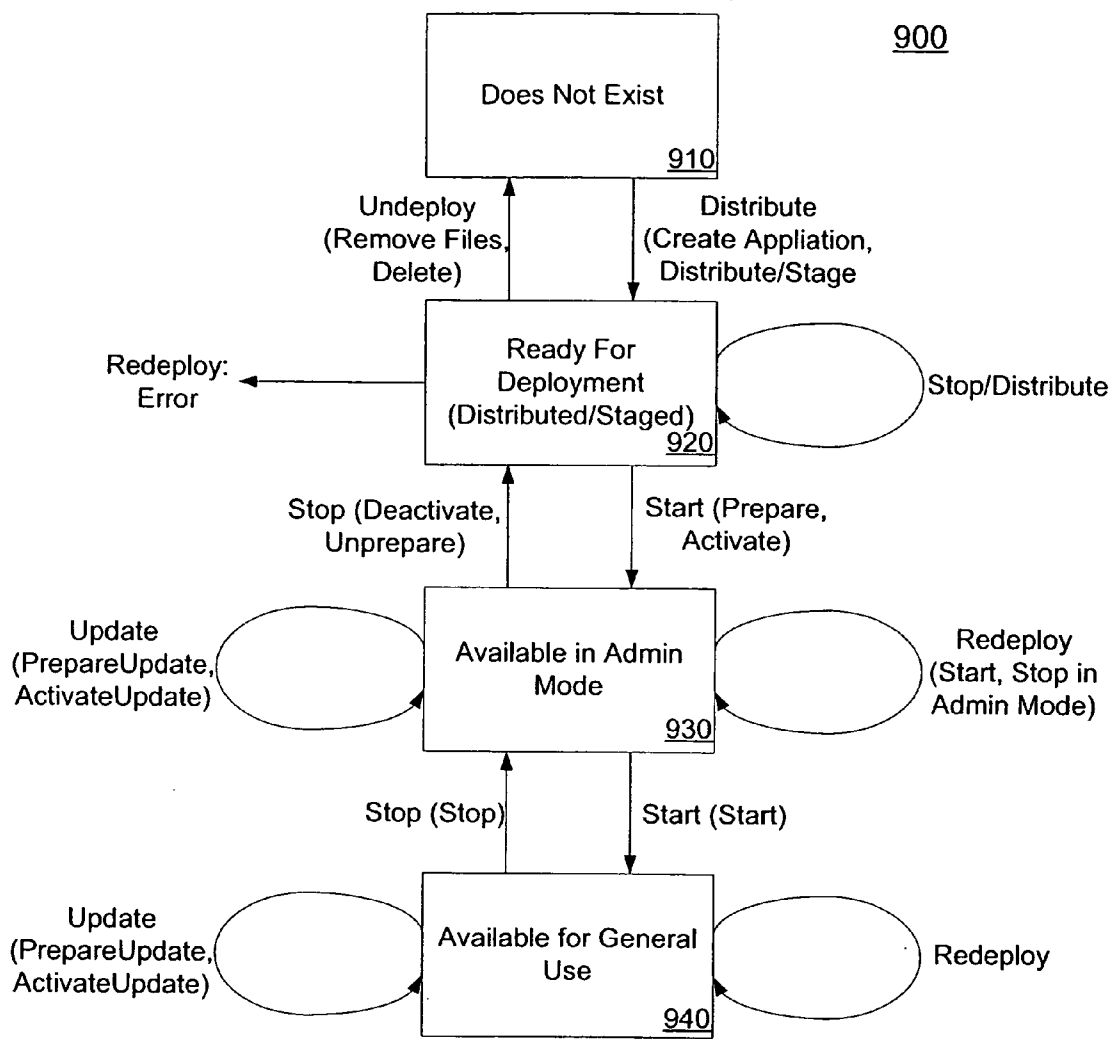 900
Does Not Exist
910
Undeploy
(Remove Files,
Delete)
Distribute
(Create Appliation,
Distribute/Stage
Ready For
Deployment
(Distributed/Staged)
920
Redeploy:
Error
Stop/Distribute
Stop (Deactivate,
Unprepare)
Start (Prepare,
Activate)
Update
(PrepareUpdate,
ActivateUpdate)
Available in Admin
Mode
930
Redeploy
(Start, Stop in
Admin Mode)
Stop (Stop)
Start (Start)
Update
(PrepareUpdate,
ActivateUpdate)
Available for General
Use
940
Redeploy